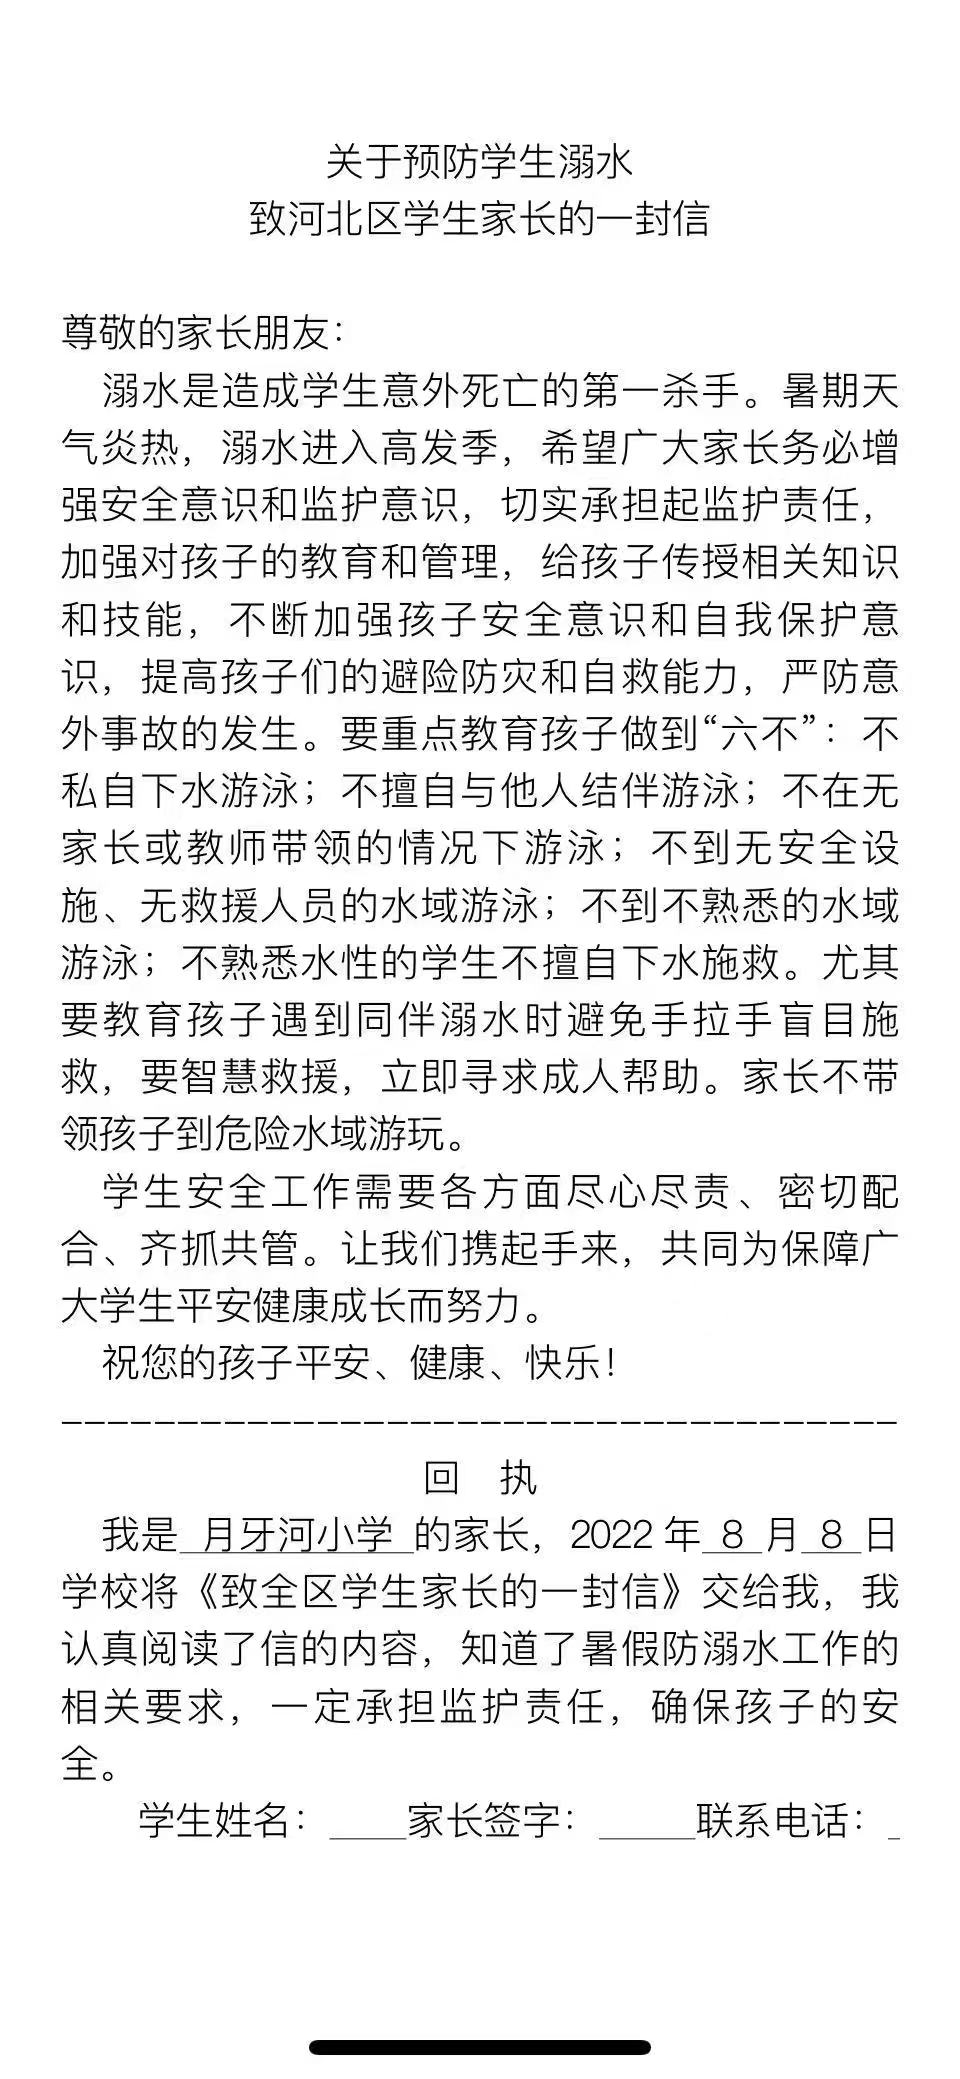 关于预防学生溺水
致河北区学生家长的一封信
尊敬的家长朋友：
溺水是造成学生意外死亡的第一杀手。暑期天
气炎热，溺水进入高发季，希望广大家长务必增
强安全意识和监护意识，切实承担起监护责任，
加强对孩子的教育和管理，给孩子传授相关知识
和技能，不断加强孩子安全意识和自我保护意
识，提高孩子们的避险防灾和自救能力，严防意
外事故的发生。要重点教育孩子做到“六不”：不
私自下水游泳；不擅自与他人结伴游泳；不在无
家长或教师带领的情况下游泳；不到无安全设
施、无救援人员的水域游泳；不到不熟悉的水域
游泳；不熟悉水性的学生不擅自下水施救。尤其
要教育孩子遇到同伴溺水时避免手拉手盲目施
救，要智慧救援，立即寻求成人帮助。家长不带
领孩子到危险水域游玩。
学生安全工作需要各方面尽心尽责、密切配
合、齐抓共管。让我们携起手来，共同为保障广
大学生平安健康成长而努力。
祝您的孩子平安、健康、快乐！
------------------------------------
回 执
我是 月牙河小学 的家长，2022 年 8 月 8 日
学校将《致全区学生家长的一封信》交给我，我
认真阅读了信的内容，知道了暑假防溺水工作的
相关要求，一定承担监护责任，确保孩子的安
全。
学生姓名：____家长签字：_____联系电话：_